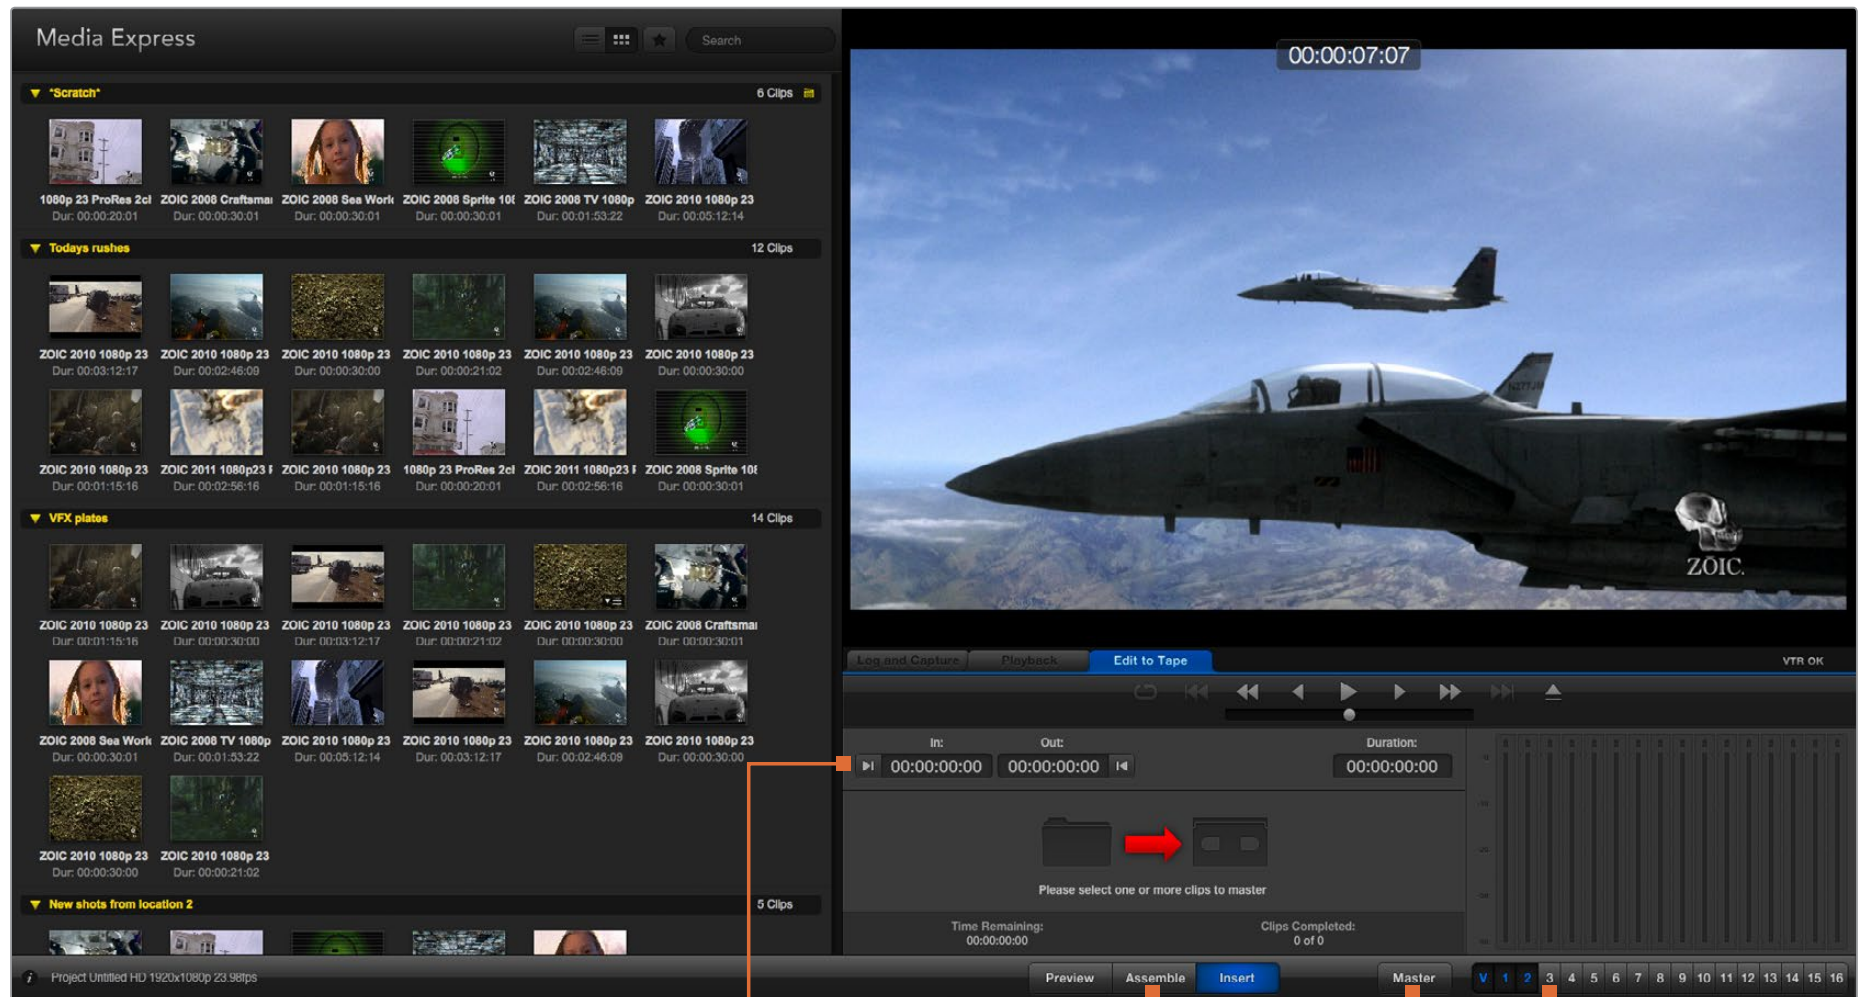 Media Express
Search
*Scratch*
6 Clips
1080p 23 ProRes 2cl
ZOIC 2008 Craftsmar
ZOIC 2008 Sea Work
ZOIC 2008 Sprite 108
ZOIC 2008 TV 1080p
ZOIC 2010 1080p 23
Dur: 00:00:20:01
Dur: 00:00:30:01
Dur: 00:00:30:01
Dur: 00:00:30:01
Dur: 00:01:53:22
Dur: 00:05:12:14
Todays rushes
12 Clips
ZOIC 2010 1080p 23
ZOIC 2010 1080p 23
ZOIC 2010 1080p 23
ZOIC 2010 1080p 23
ZOIC 2010 1080p 23
ZOIC 2010 1080p 23
Dur: 00:03:12:17
Dur: 00:02:46:09
Dur: 00:00:30:00
Dur: 00:00:21:02
Dur: 00:02:46:09
Dur: 00:00:30:00
ZOIC 2010 1080p 23
ZOIC 2011 1080p23 F
ZOIC 2010 1080p 23
1080p 23 ProRes 2cl
ZOIC 2011 1080p23 F
ZOIC 2008 Sprite 108
Dur: 00:01:15:16
Dur: 00:02:56:16
Dur: 00:01:15:16
Dur: 00:00:20:01
Dur: 00:02:56:16
Dur: 00:00:30:01
VFX plates
14 Clips
ZOIC 2010 1080p 23
ZOIC 2010 1080p 23
ZOIC 2010 1080p 23
ZOIC 2010 1080p 23
ZOIC 2010 1080p 23
ZOIC 2008 Craftsmar
Dur: 00:01:15:16
Dur: 00:00:30:00
Dur: 00:03:12:17
Dur: 00:00:21:02
Dur: 00:00:30:00
Dur: 00:00:30:01
ZOIC 2008 Sea Work
ZOIC 2008 TV 1080p
ZOIC 2010 1080p 23
ZOIC 2010 1080p 23
ZOIC 2010 1080p 23
ZOIC 2010 1080p 23
Dur: 00:00:30:01
Dur: 00:01:53:22
Dur: 00:05:12:14
Dur: 00:03:12:17
Dur: 00:02:46:09
Dur: 00:00:30:00
ZOIC 2010 1080p 23
ZOIC 2010 1080p 23
Dur: 00:00:30:00
Dur: 00:00:21:02
New shots from location 2
5 Clips
Project Untitled HD 1920x1080p 23.98fps
00:00:07:07
ZOIC.
Log and Capture
Playback
Edit to Tape
VTR OK
In:
Out:
Duration:
00:00:00:00
00:00:00:00
00:00:00:00
Please select one or more clips to master
Time Remaining:
00:00:00:00
Clips Completed:
0 of 0
Preview
Assemble
Insert
Master
V 1 2 3 4 5 6 7 8 9 10 11 12 13 14 15 16